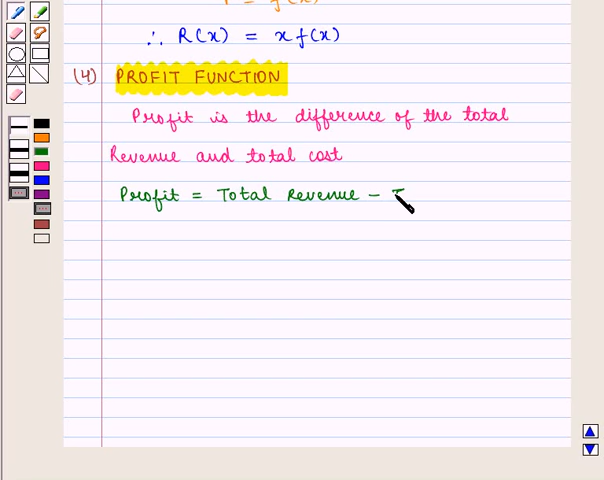 ∴ R(x) = x f(x)
(4) PROFIT FUNCTION
Profit is the difference of the total
Revenue and total cost
Profit = Total Revenue -